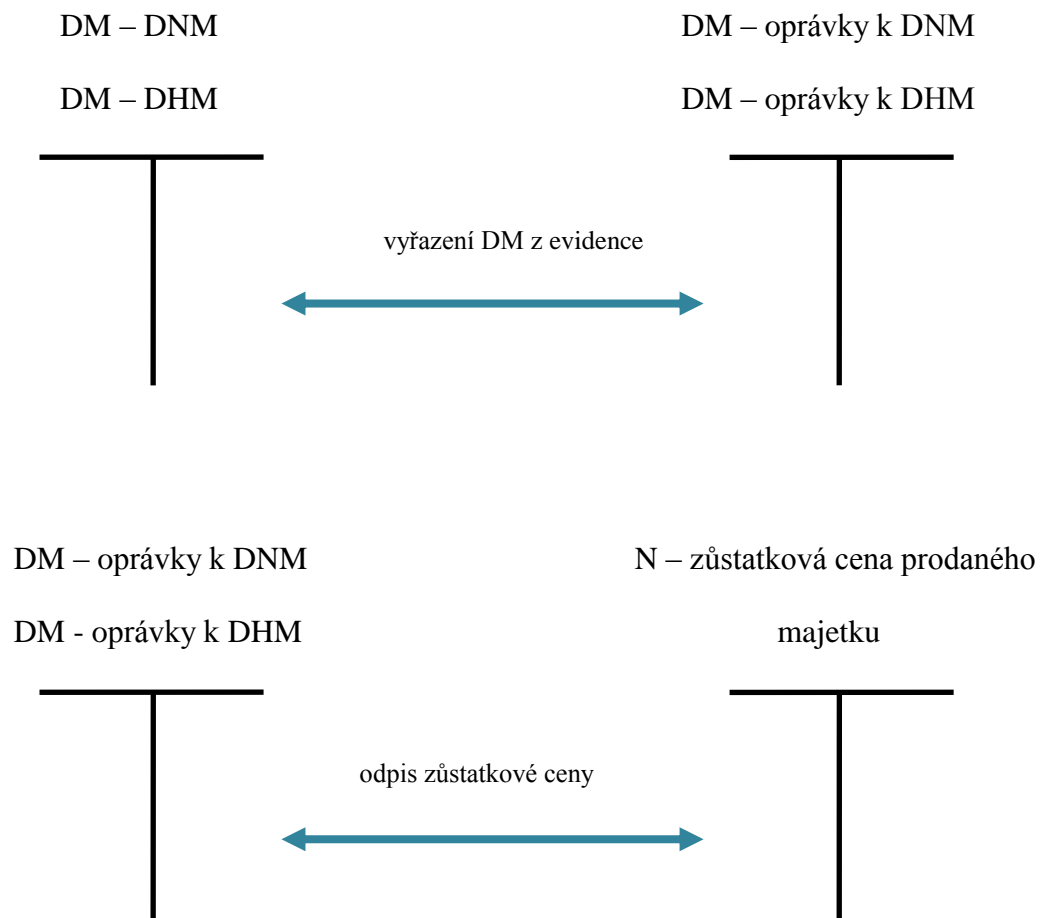 DM – DNM
DM – oprávky k DNM
DM – DHM
DM – oprávky k DHM
vyřazení DM z evidence
DM – oprávky k DNM
N – zůstatková cena prodaného
DM - oprávky k DHM
majetku
odpis zůstatkové ceny